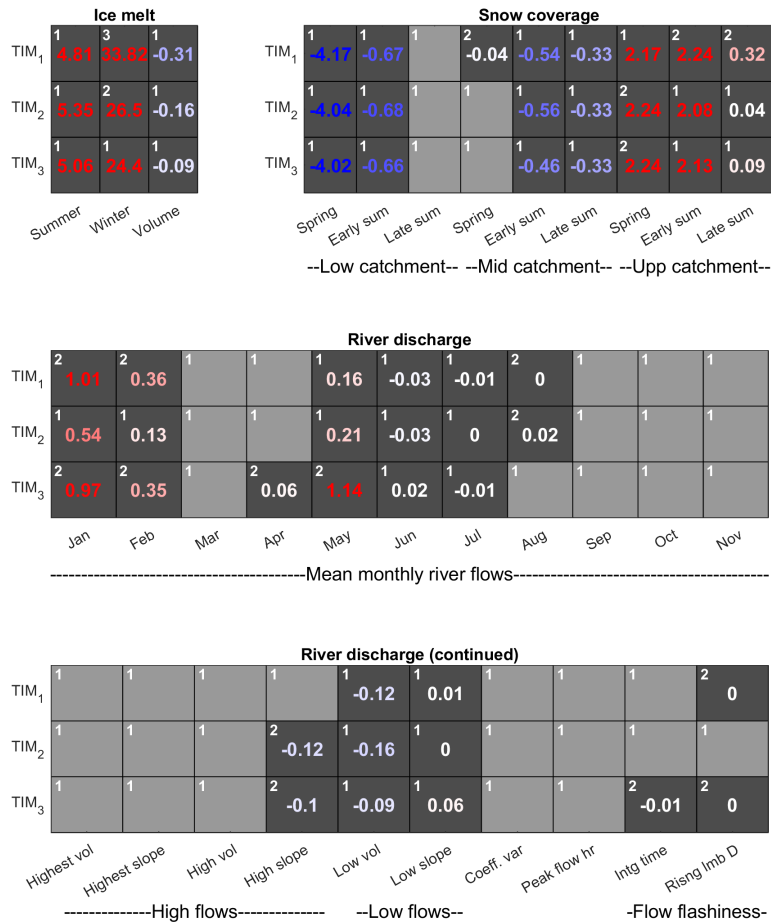 Ice melt
Snow coverage
1 3 1 1 1 1 2 1 1 1 2 2
TIM1 4.81 33.82 -0.31 TIM1 -4.17 -0.67 -0.04 -0.54 -0.33 2.17 2.24 0.32
1 2 1 1 1 1 1 1 1 2 1 1
TIM2 5.35 26.5 -0.16 TIM2 -4.04 -0.68 -0.56 -0.33 2.24 2.08 0.04
1 1 1 1 1 1 1 1 1 2 1 1
TIM3 5.06 24.4 -0.09 TIM3 -4.02 -0.66 -0.46 -0.33 2.24 2.13 0.09
Summer Winter Volume Spring Early sum Late sum Spring Early sum Late sum Spring Early sum Late sum
--Low catchment-- --Mid catchment-- --Upp catchment--
River discharge
2 2 1 1 1 1 1 2 1 1 1
TIM1 1.01 0.36 0.16 -0.03 -0.01 0
1 1 1 1 1 1 1 2 1 1 1
TIM2 0.54 0.13 0.21 -0.03 0 0.02
2 2 1 2 2 1 1 1 1 1 1
TIM3 0.97 0.35 0.06 1.14 0.02 -0.01
Jan Feb Mar Apr May Jun Jul Aug Sep Oct Nov
------------------------------------------Mean monthly river flows------------------------------------------
River discharge (continued)
1 1 1 1 1 1 1 1 1 2
TIM1 -0.12 0.01 0
1 1 1 2 1 1 1 1 1 1
TIM2 -0.12 -0.16 0
1 1 1 2 1 1 1 1 2 2
TIM3 -0.1 -0.09 0.06 -0.01 0
Highest vol Highest slope High vol High slope Low vol Low slope Coeff. var Peak flow hr Intg time Risng lmb D
--------------High flows-------------- --Low flows-- -Flow flashiness-